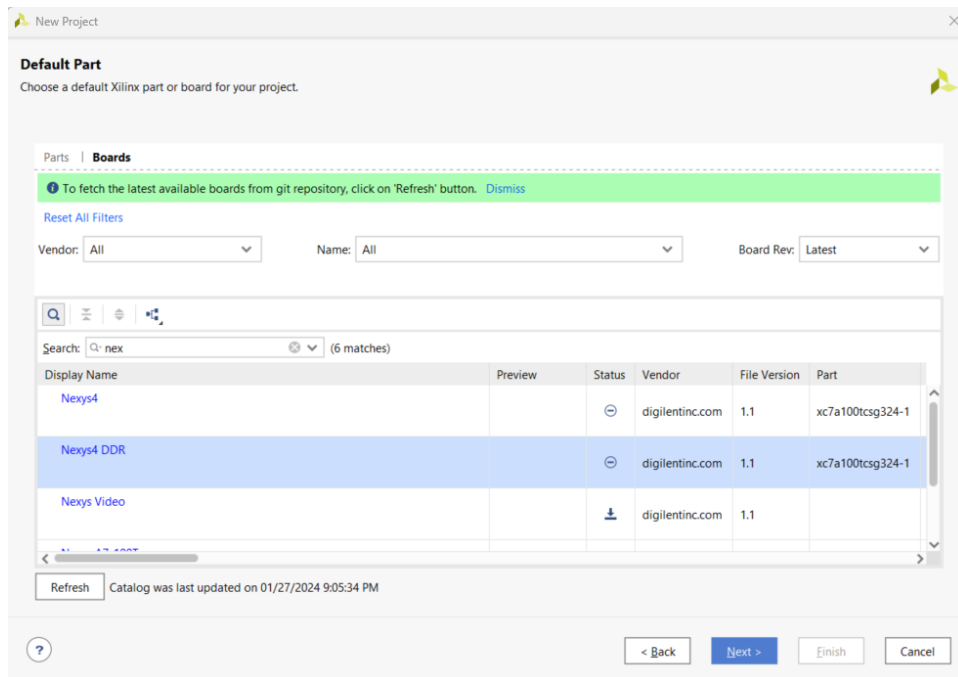 New Project
Default Part
Choose a default Xilinx part or board for your project.
Parts | Boards
To fetch the latest available boards from git repository, click on 'Refresh' button. Dismiss
Reset All Filters
Vendor: All Name: All Board Rev: Latest
Search: nex (6 matches)
Display Name Preview Status Vendor File Version Part
Nexys4 digilentinc.com 1.1 xc7a100tcsg324-1
Nexys4 DDR digilentinc.com 1.1 xc7a100tcsg324-1
Nexys Video digilentinc.com 1.1
Refresh Catalog was last updated on 01/27/2024 9:05:34 PM
? < Back Next > Finish Cancel